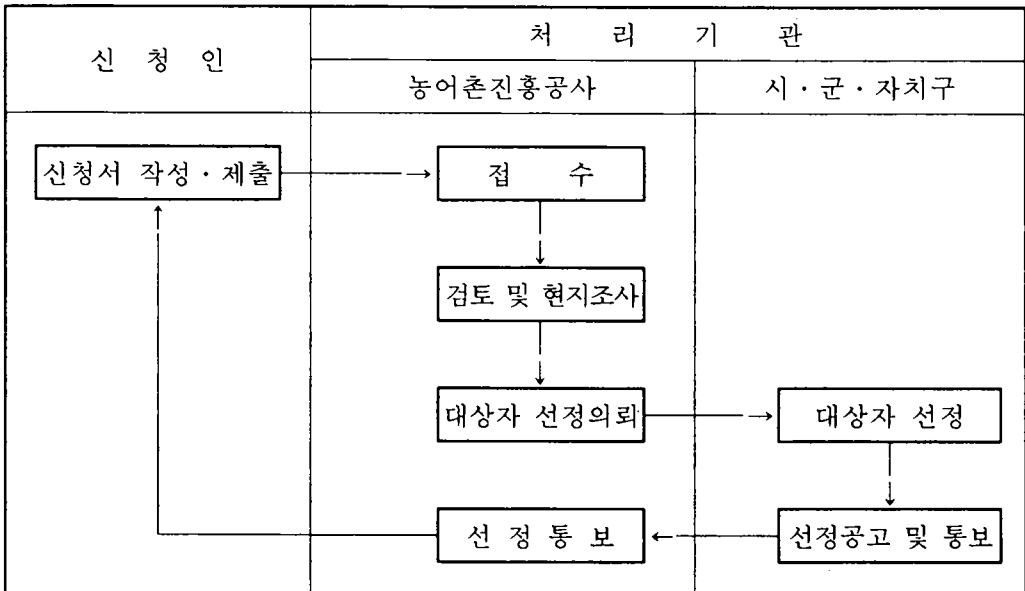 신 청 인
처 리 기 관
농어촌진흥공사
시·군·자치구
신청서 작성·제출
접 수
검토 및 현지조사
대상자 선정의뢰
대상자 선정
선 정 통 보
선정공고 및 통보